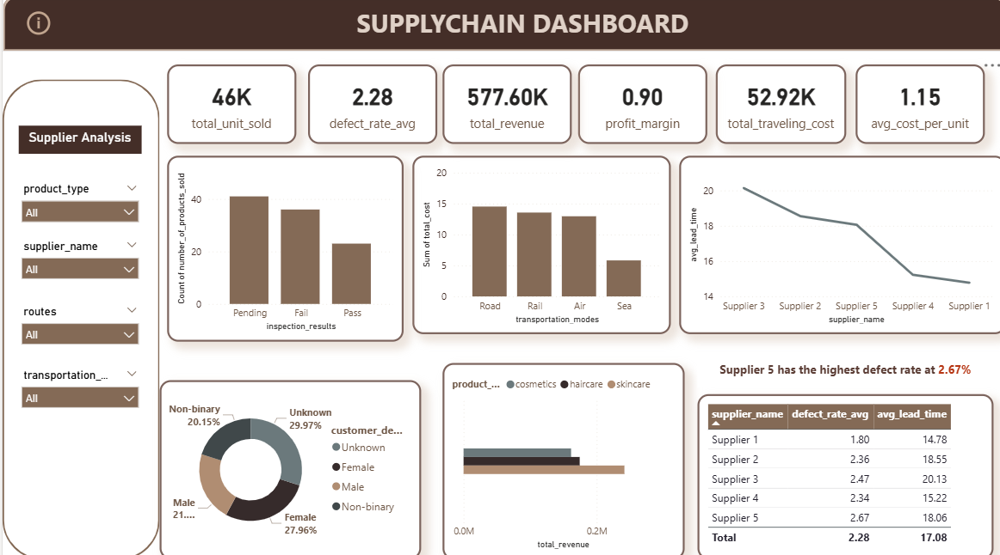 SUPPLYCHAIN DASHBOARD
46K
total_unit_sold
2.28
defect_rate_avg
577.60K
total_revenue
0.90
profit_margin
52.92K
total_traveling_cost
1.15
avg_cost_per_unit
Supplier Analysis
product_type
All
supplier_name
All
routes
All
transportation_...
All
Count of number_of_products_sold
40
20
0
Pending Fail Pass
inspection_results
Sum of total_cost
20
15
10
5
0
Road Rail Air Sea
transportation_modes
avg_lead_time
20
18
16
14
Supplier 3 Supplier 2 Supplier 5 Supplier 4 Supplier 1
supplier_name
Non-binary
20.15%
Unknown
29.97%
Male
21....
Female
27.96%
customer_de...
Unknown
Female
Male
Non-binary
product_... cosmetics haircare skincare
0.0M 0.2M
total_revenue
Supplier 5 has the highest defect rate at 2.67%
supplier_name defect_rate_avg avg_lead_time
Supplier 1 1.80 14.78
Supplier 2 2.36 18.55
Supplier 3 2.47 20.13
Supplier 4 2.34 15.22
Supplier 5 2.67 18.06
Total 2.28 17.08